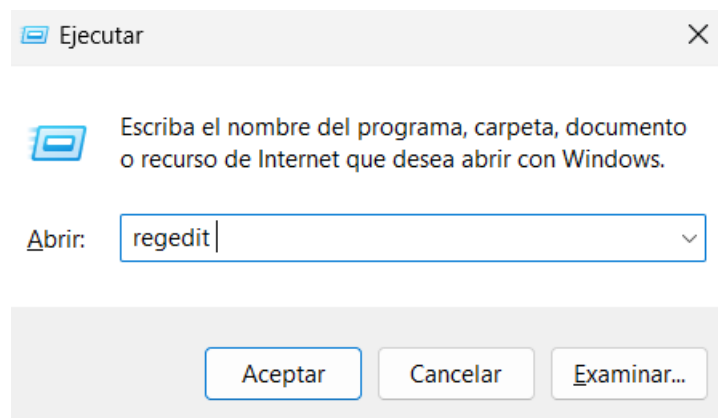 Ejecutar
Escriba el nombre del programa, carpeta, documento
o recurso de Internet que desea abrir con Windows.
Abrir: regedit
Aceptar Cancelar Examinar...